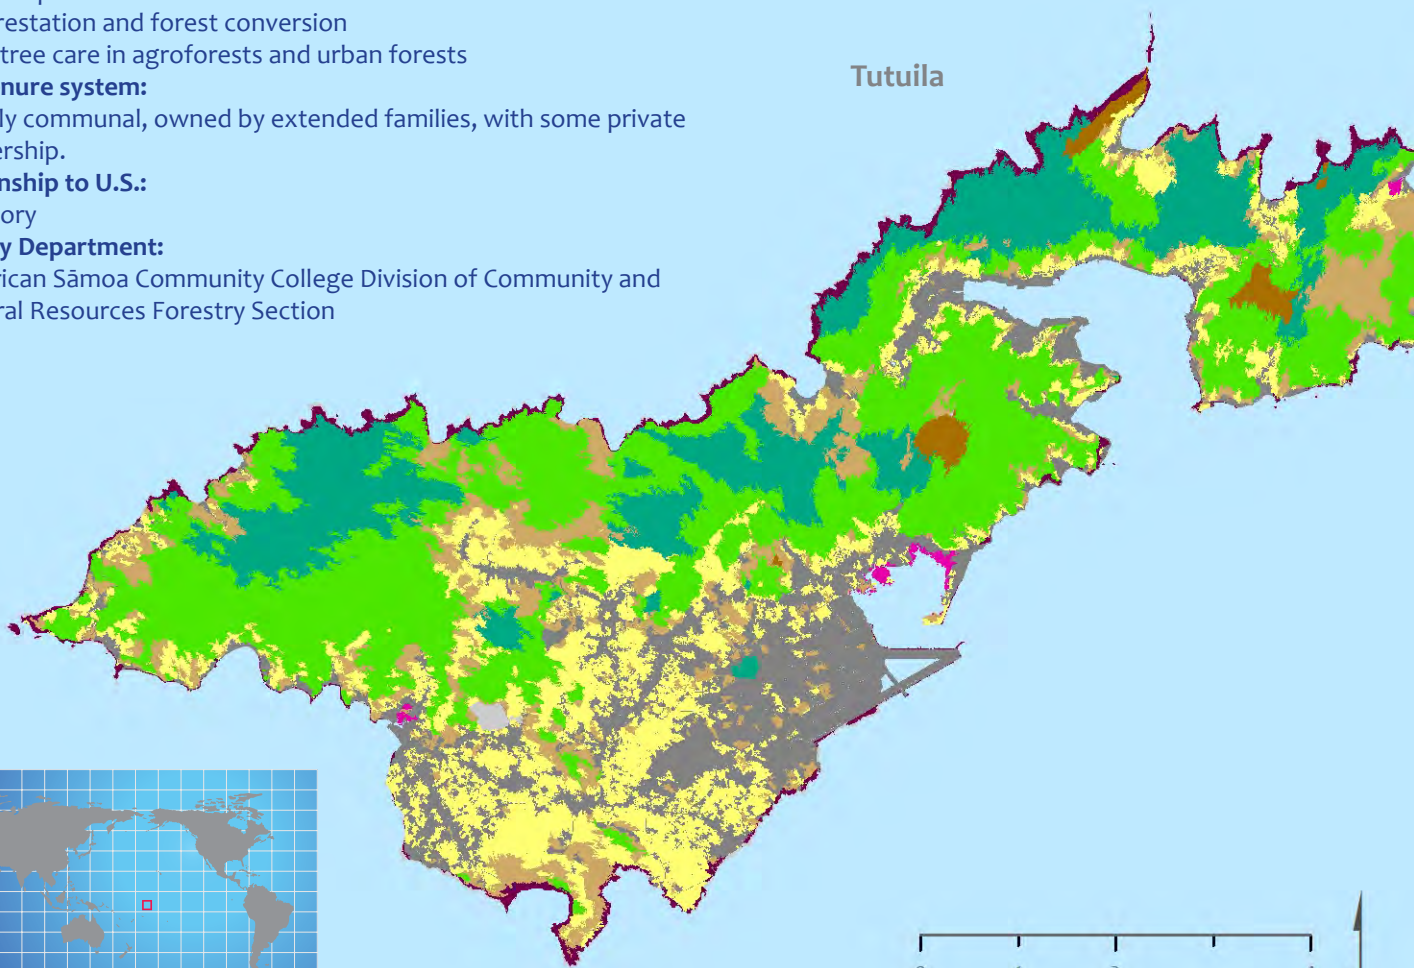 restation and forest conversion
tree care in agroforests and urban forests
nure system:
ly communal, owned by extended families, with some private
ership.
nship to U.S.:
ory
y Department:
rican Sāmoa Community College Division of Community and
ral Resources Forestry Section
Tutuila